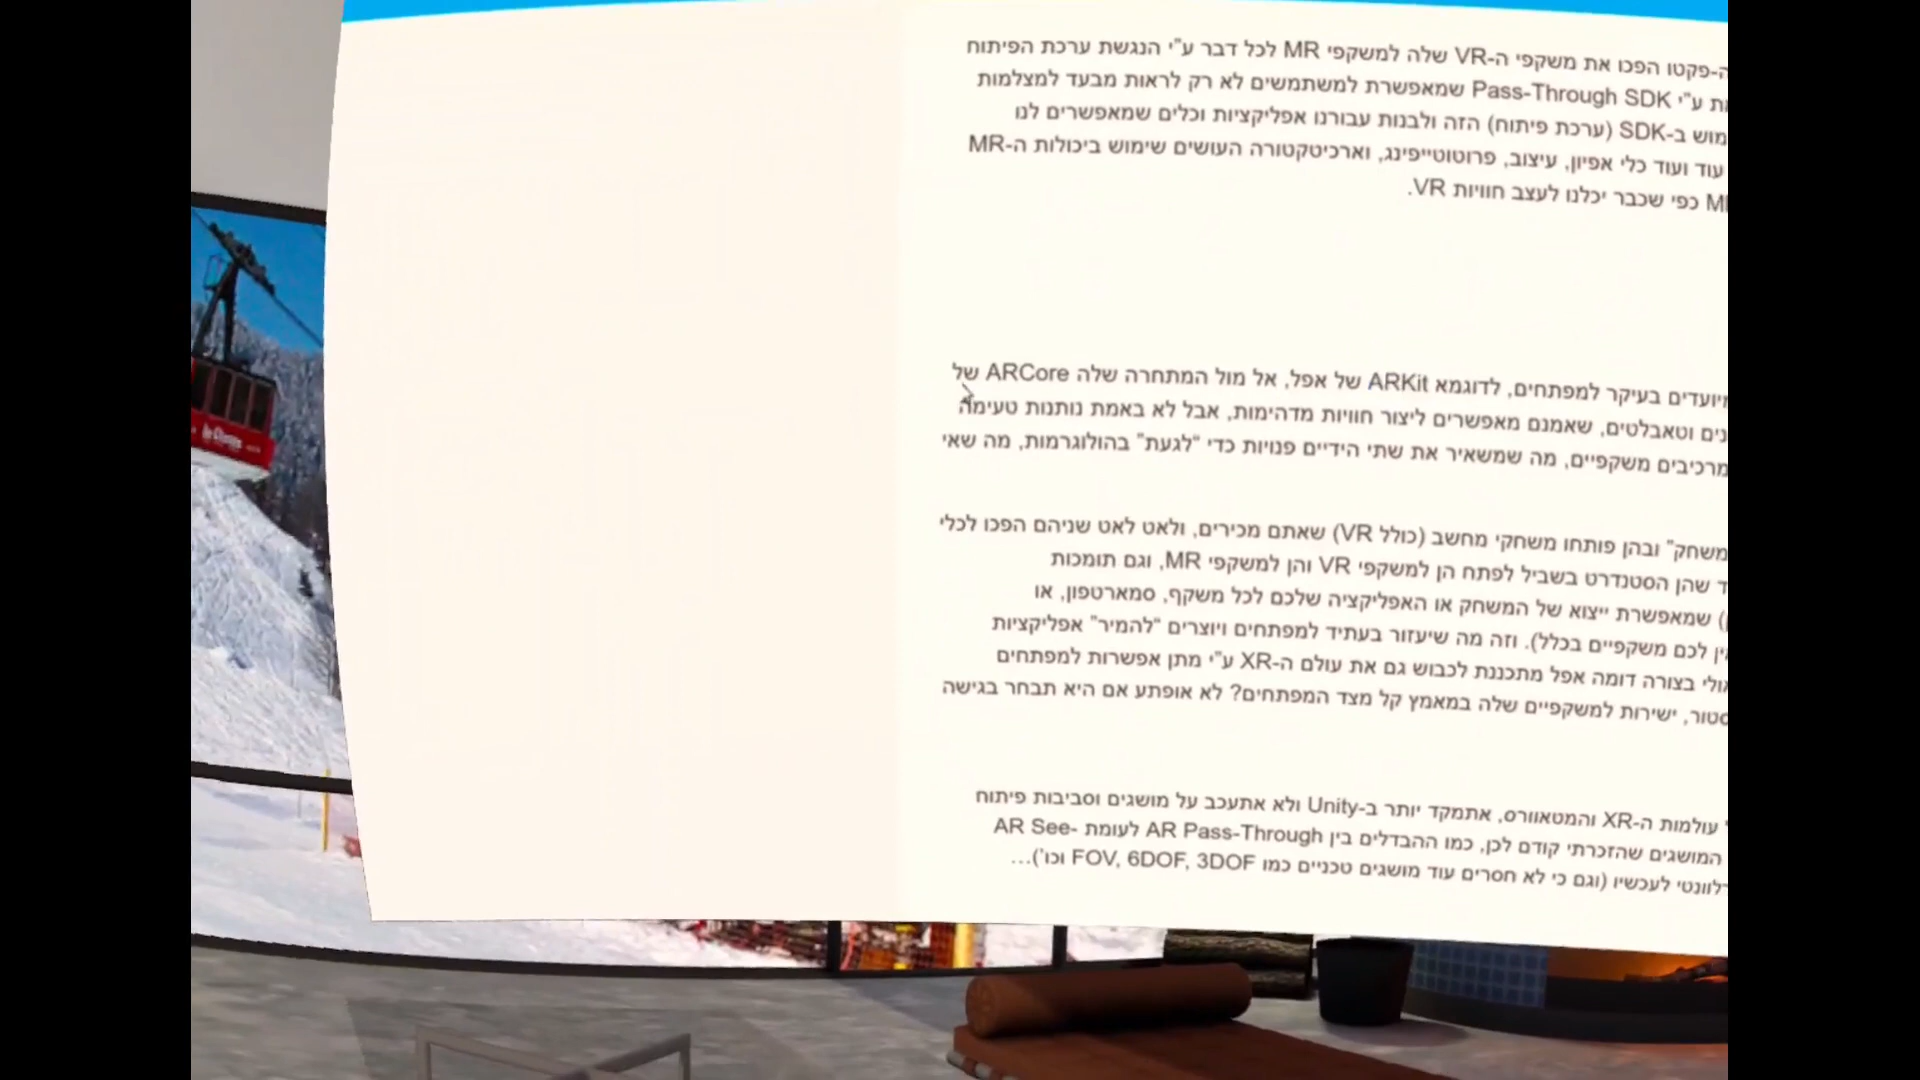 ה-פקטו הפכו את משקפי ה-VR שלה למשקפי MR לכל דבר ע"י הנגשת ערכת הפיתוח
ת ע"י Pass-Through SDK שמאפשרת למשתמשים לא רק לראות מבעד למצלמות
מוש ב-SDK (ערכת פיתוח) הזה ולבנות עבורנו אפליקציות וכלים שמאפשרים לנו
עוד ועוד כלי אפיון, עיצוב, פרוטוטייפינג, וארכיטקטורה העושים שימוש ביכולות ה-MR
כפי שכבר יכלנו לעצב חוויות VR.
מיועדים בעיקר למפתחים, לדוגמא ARKit של אפל, אל מול המתחרה שלה ARCore של
נים וטאבלטים, שאמנם מאפשרים ליצור חוויות מדהימות, אבל לא באמת נותנות טעימה
מרכיבים משקפיים, מה שמשאיר את שתי הידיים פנויות כדי "לגעת" בהולוגרמות, מה שאי
משחק" ובהן פותחו משחקי מחשב (כולל VR) שאתם מכירים, ולאט לאט שניהם הפכו לכלי
ד שהן הסטנדרט בשביל לפתח הן למשקפי VR והן למשקפי MR, וגם תומכות
) שמאפשרת ייצוא של המשחק או האפליקציה שלכם לכל משקף, סמארטפון, או
ין לכם משקפיים בכלל). וזה מה שיעזור בעתיד למפתחים ויוצרים "להמיר" אפליקציות
אולי בצורה דומה אפל מתכננת לכבוש גם את עולם ה-XR ע"י מתן אפשרות למפתחים
סטור, ישירות למשקפיים שלה במאמץ קל מצד המפתחים? לא אופתע אם היא תבחר בגישה
עולמות ה-XR והמטאוורס, אתמקד יותר ב-Unity ולא אתעכב על מושגים וסביבות פיתוח
המושגים שהזכרתי קודם לכן, כמו ההבדלים בין AR Pass-Through לעומת AR See-
רלוונטי לעכשיו (וגם כי לא חסרים עוד מושגים טכניים כמו FOV, 6DOF, 3DOF וכו')...